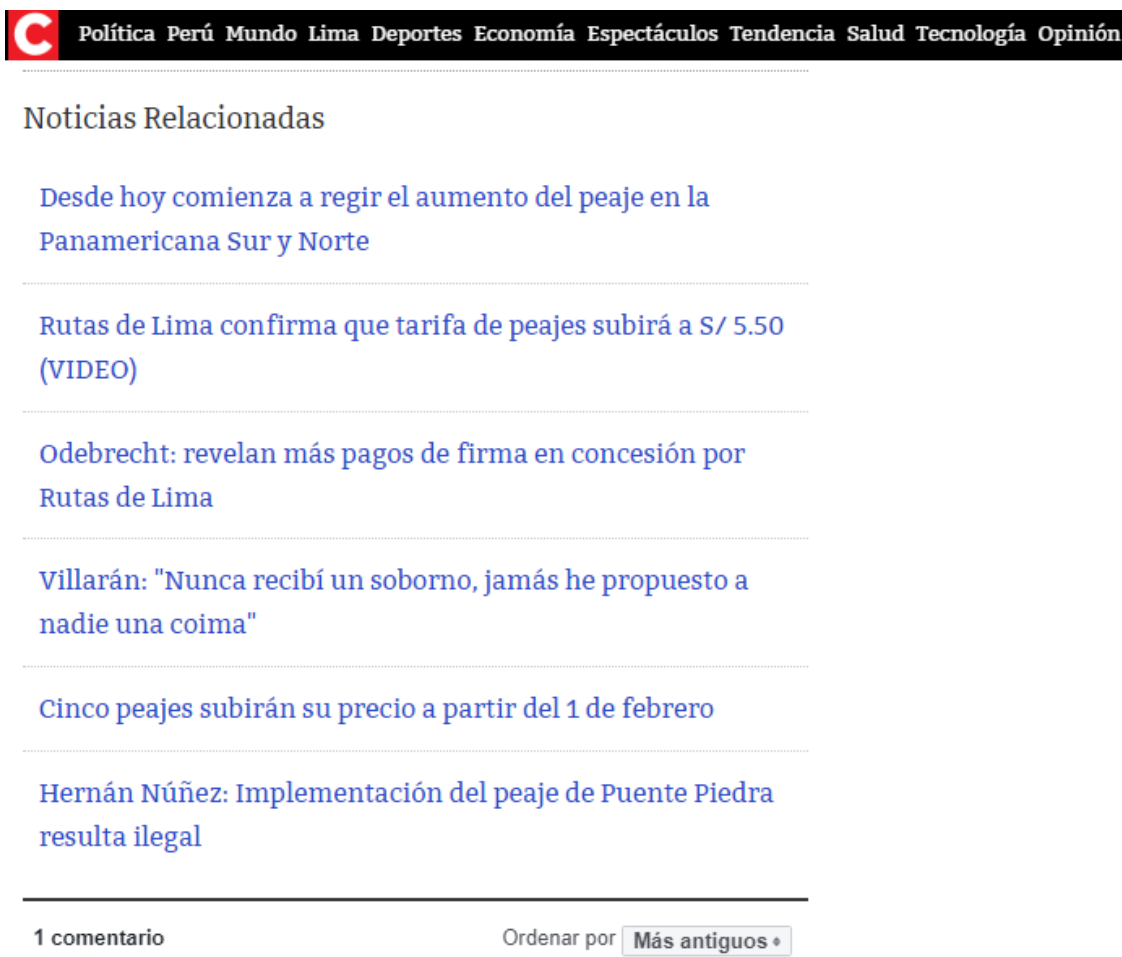 C Política Perú Mundo Lima Deportes Economía Espectáculos Tendencia Salud Tecnología Opinión
Noticias Relacionadas
Desde hoy comienza a regir el aumento del peaje en la
Panamericana Sur y Norte
Rutas de Lima confirma que tarifa de peajes subirá a S/ 5.50
(VIDEO)
Odebrecht: revelan más pagos de firma en concesión por
Rutas de Lima
Villarán: "Nunca recibí un soborno, jamás he propuesto a
nadie una coima"
Cinco peajes subirán su precio a partir del 1 de febrero
Hernán Núñez: Implementación del peaje de Puente Piedra
resulta ilegal
1 comentario Ordenar por Más antiguos